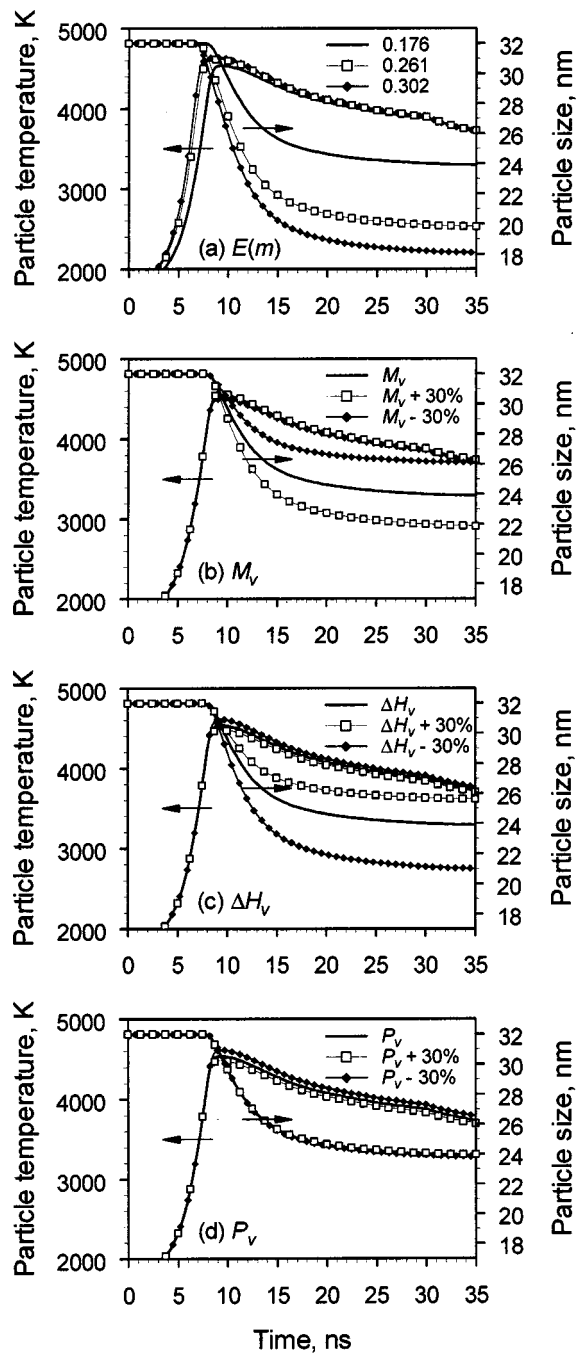 Particle temperature, K
5000
4000
3000
2000
0.176
0.261
0.302
(a) E(m)
32
30
28
26
24
22
20
18
Particle size, nm
0 5 10 15 20 25 30 35
Particle temperature, K
5000
4000
3000
2000
Mv
Mv + 30%
Mv - 30%
(b) Mv
32
30
28
26
24
22
20
18
Particle size, nm
0 5 10 15 20 25 30 35
Particle temperature, K
5000
4000
3000
2000
ΔHv
ΔHv + 30%
ΔHv - 30%
(c) ΔHv
32
30
28
26
24
22
20
18
Particle size, nm
0 5 10 15 20 25 30 35
Particle temperature, K
5000
4000
3000
2000
Pv
Pv + 30%
Pv - 30%
(d) Pv
32
30
28
26
24
22
20
18
Particle size, nm
0 5 10 15 20 25 30 35
Time, ns